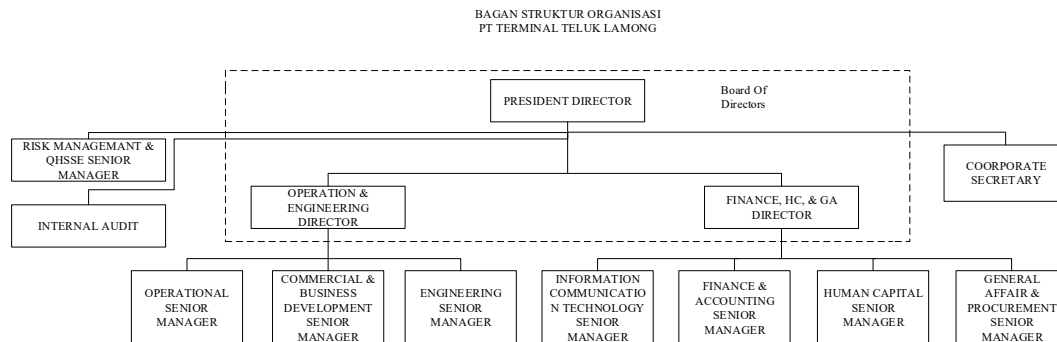 BAGAN STRUKTUR ORGANISASI
PT TERMINAL TELUK LAMONG
PRESIDENT DIRECTOR
Board Of
Directors
RISK MANAGEMANT &
QHSSE SENIOR
MANAGER
COORPORATE
SECRETARY
INTERNAL AUDIT
OPERATION &
ENGINEERING
DIRECTOR
FINANCE, HC, & GA
DIRECTOR
OPERATIONAL
SENIOR
MANAGER
COMMERCIAL &
BUSINESS
DEVELOPMENT
SENIOR
MANAGER
ENGINEERING
SENIOR
MANAGER
INFORMATION
COMMUNICATIO
N TECHNOLOGY
SENIOR
MANAGER
FINANCE &
ACCOUNTING
SENIOR
MANAGER
HUMAN CAPITAL
SENIOR
MANAGER
GENERAL
AFFAIR &
PROCUREMENT
SENIOR
MANAGER